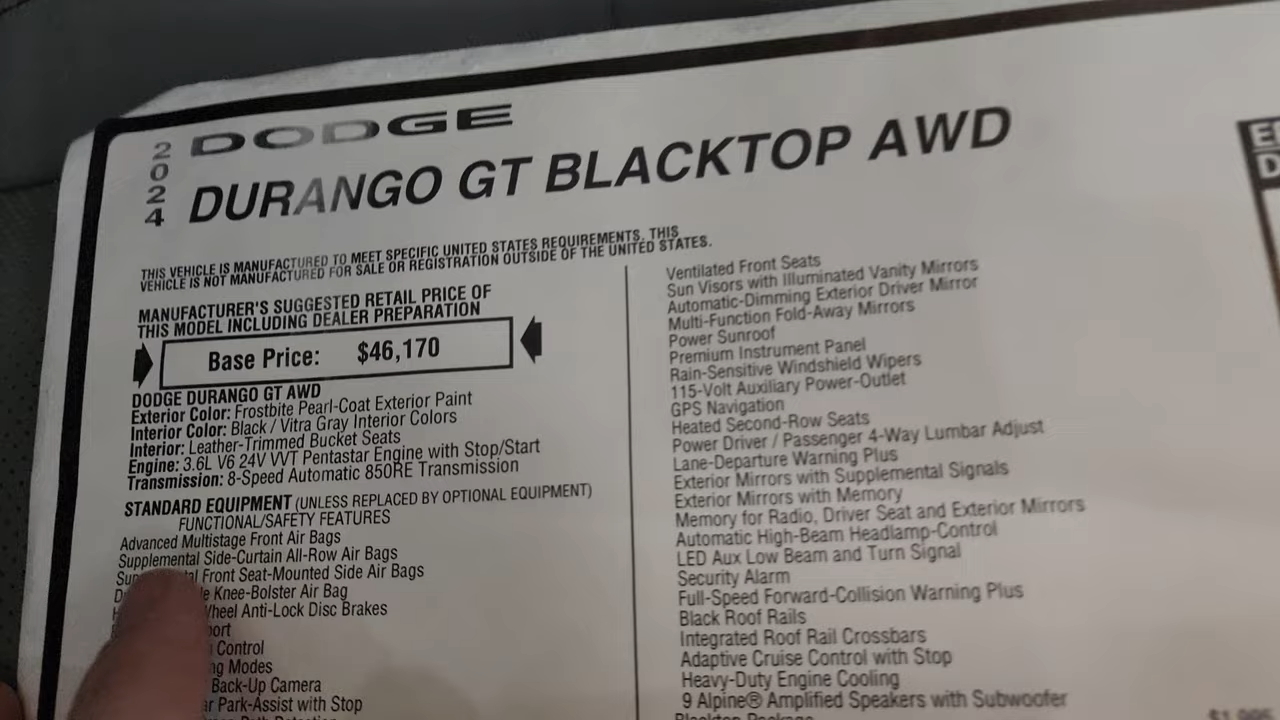 2024
DODGE
DURANGO GT BLACKTOP AWD
THIS VEHICLE IS MANUFACTURED TO MEET SPECIFIC UNITED STATES REQUIREMENTS, THIS
VEHICLE IS NOT MANUFACTURED FOR SALE OR REGISTRATION OUTSIDE OF THE UNITED STATES.
MANUFACTURER'S SUGGESTED RETAIL PRICE OF
THIS MODEL INCLUDING DEALER PREPARATION
Base Price: $46,170
DODGE DURANGO GT AWD
Exterior Color: Frostbite Pearl-Coat Exterior Paint
Interior Color: Black / Vitra Gray Interior Colors
Interior: Leather-Trimmed Bucket Seats
Engine: 3.6L V6 24V VVT Pentastar Engine with Stop/Start
Transmission: 8-Speed Automatic 850RE Transmission
STANDARD EQUIPMENT (UNLESS REPLACED BY OPTIONAL EQUIPMENT)
FUNCTIONAL/SAFETY FEATURES
Advanced Multistage Front Air Bags
Supplemental Side-Curtain All-Row Air Bags
Front Seat-Mounted Side Air Bags
Knee-Bolster Air Bag
Anti-Lock Disc Brakes
Control
Modes
Back-Up Camera
Park-Assist with Stop
Ventilated Front Seats
Sun Visors with Illuminated Vanity Mirrors
Automatic-Dimming Exterior Driver Mirror
Multi-Function Fold-Away Mirrors
Power Sunroof
Premium Instrument Panel
Rain-Sensitive Windshield Wipers
115-Volt Auxiliary Power-Outlet
GPS Navigation
Heated Second-Row Seats
Power Driver / Passenger 4-Way Lumbar Adjust
Lane-Departure Warning Plus
Exterior Mirrors with Supplemental Signals
Exterior Mirrors with Memory
Memory for Radio, Driver Seat and Exterior Mirrors
Automatic High-Beam Headlamp-Control
LED Aux Low Beam and Turn Signal
Security Alarm
Full-Speed Forward-Collision Warning Plus
Black Roof Rails
Integrated Roof Rail Crossbars
Adaptive Cruise Control with Stop
Heavy-Duty Engine Cooling
9 Alpine® Amplified Speakers with Subwoofer
Blacktop Package